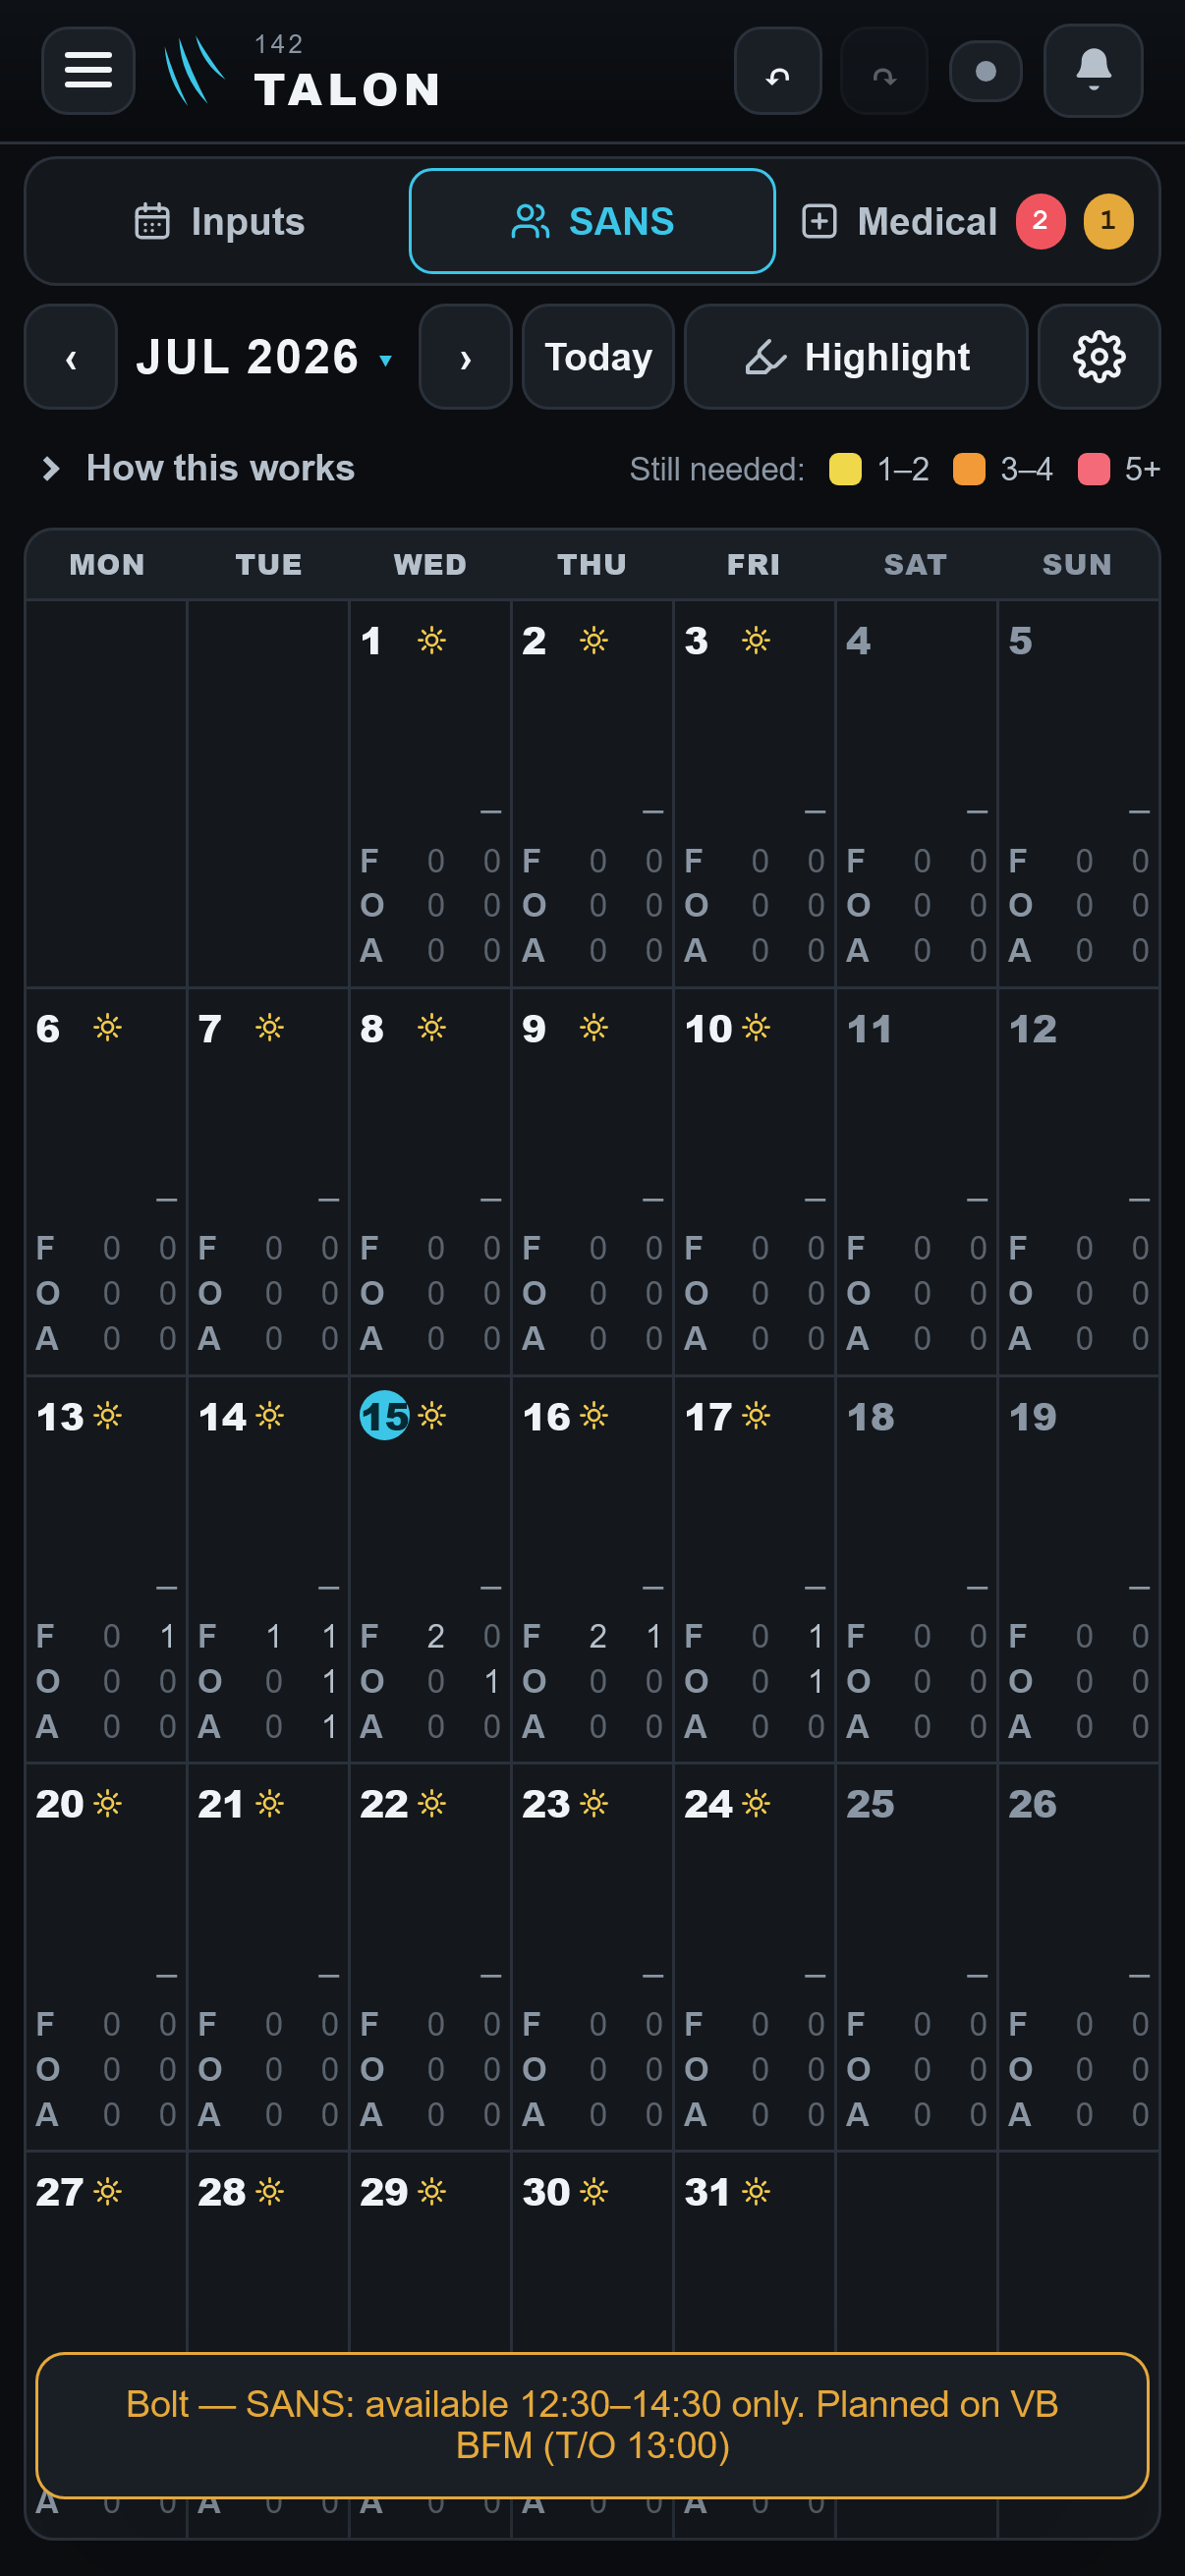 142
TALON
Inputs
SANS
Medical 2 1
‹ JUL 2026 ▾ › Today Highlight
How this works
Still needed: 1–2 3–4 5+
MON TUE WED THU FRI SAT SUN
1 2 3 4 5
– – – – –
F 0 0 F 0 0 F 0 0 F 0 0 F 0 0
O 0 0 O 0 0 O 0 0 O 0 0 O 0 0
A 0 0 A 0 0 A 0 0 A 0 0 A 0 0
6 7 8 9 10 11 12
– – – – – – –
F 0 0 F 0 0 F 0 0 F 0 0 F 0 0 F 0 0 F 0 0
O 0 0 O 0 0 O 0 0 O 0 0 O 0 0 O 0 0 O 0 0
A 0 0 A 0 0 A 0 0 A 0 0 A 0 0 A 0 0 A 0 0
13 14 15 16 17 18 19
– – – – – – –
F 0 1 F 1 1 F 2 0 F 2 1 F 0 1 F 0 0 F 0 0
O 0 0 O 0 1 O 0 1 O 0 0 O 0 1 O 0 0 O 0 0
A 0 0 A 0 1 A 0 0 A 0 0 A 0 0 A 0 0 A 0 0
20 21 22 23 24 25 26
– – – – – – –
F 0 0 F 0 0 F 0 0 F 0 0 F 0 0 F 0 0 F 0 0
O 0 0 O 0 0 O 0 0 O 0 0 O 0 0 O 0 0 O 0 0
A 0 0 A 0 0 A 0 0 A 0 0 A 0 0 A 0 0 A 0 0
27 28 29 30 31
Bolt — SANS: available 12:30–14:30 only. Planned on VB
BFM (T/O 13:00)
A 0 0 A 0 0 A 0 0 A 0 0 A 0 0